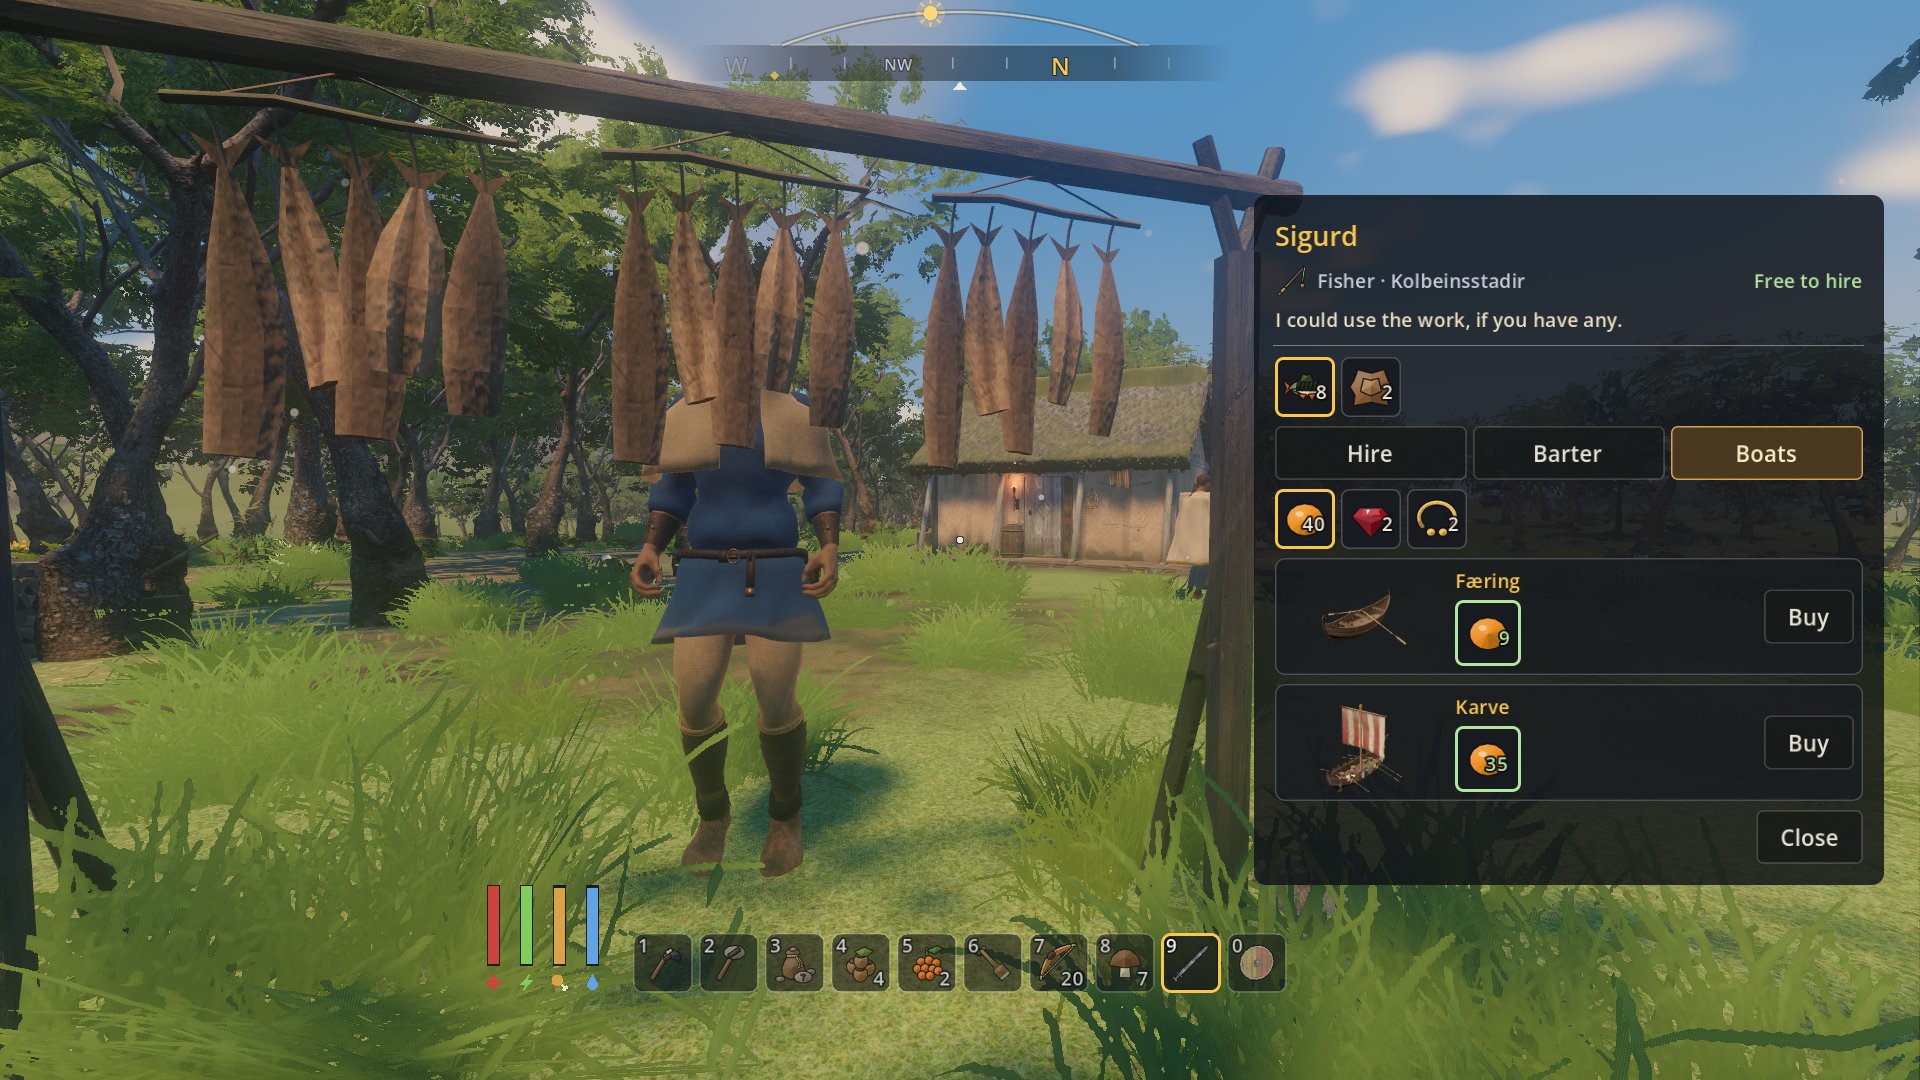 W NW N
Sigurd
Fisher · Kolbeinsstadir Free to hire
I could use the work, if you have any.
8 2
Hire Barter Boats
40 2 2
Færing
9
Buy
Karve
35
Buy
Close
1 2 3 4 5 6 7 8 9 0
4 2 20 7